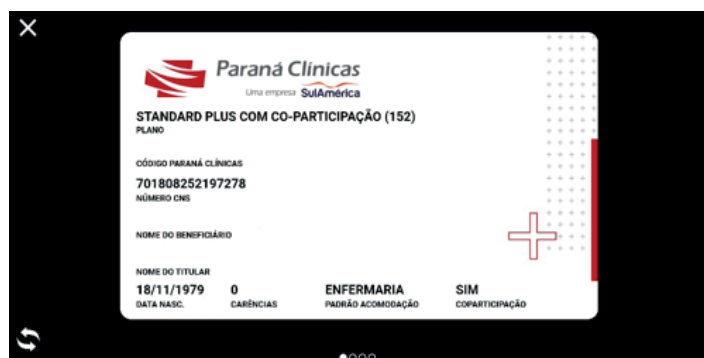 Paraná Clínicas
Uma empresa SulAmérica
STANDARD PLUS COM CO-PARTICIPAÇÃO (152)
PLANO
CÓDIGO PARANÁ CLÍNICAS
701808252197278
NÚMERO CNS
NOME DO BENEFICIÁRIO
NOME DO TITULAR
18/11/1979 0 ENFERMARIA SIM
DATA NASC. CARÊNCIAS PADRÃO ACOMODAÇÃO COPARTICIPAÇÃO